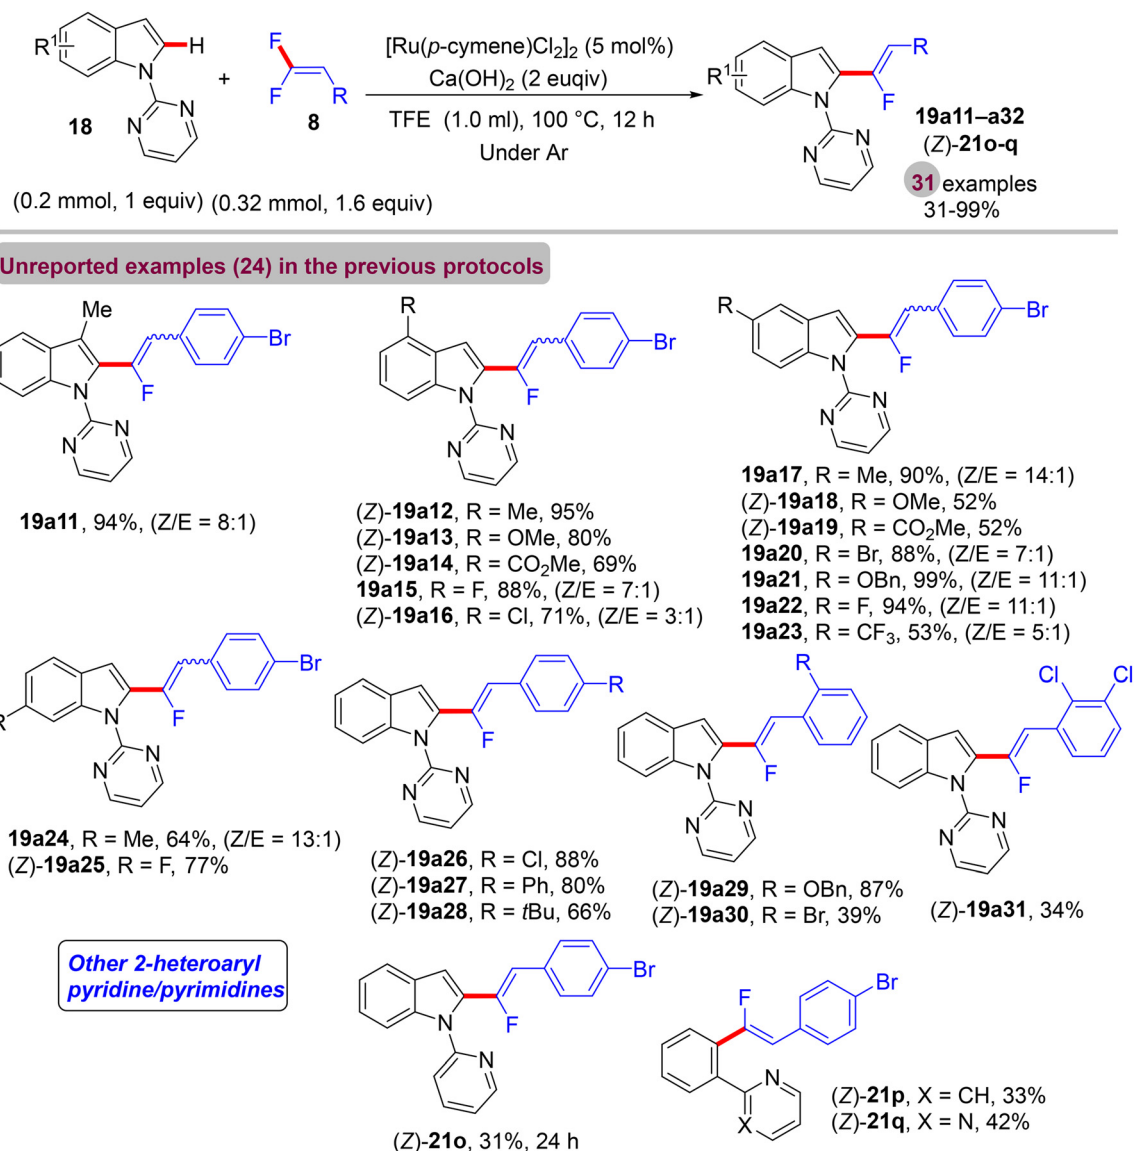 R1
H
N
N
N
18
+
F
F
R
8
[Ru(p-cymene)Cl2]2 (5 mol%)
Ca(OH)2 (2 euqiv)
TFE (1.0 ml), 100 °C, 12 h
Under Ar
R1
R
F
N
N
N
19a11–a32
(Z)-21o-q
31 examples
31-99%
(0.2 mmol, 1 equiv) (0.32 mmol, 1.6 equiv)
Unreported examples (24) in the previous protocols
Me
Br
F
N
N
N
19a11, 94%, (Z/E = 8:1)
R
Br
F
N
N
N
(Z)-19a12, R = Me, 95%
(Z)-19a13, R = OMe, 80%
(Z)-19a14, R = CO2Me, 69%
19a15, R = F, 88%, (Z/E = 7:1)
(Z)-19a16, R = Cl, 71%, (Z/E = 3:1)
R
Br
F
N
N
N
19a17, R = Me, 90%, (Z/E = 14:1)
(Z)-19a18, R = OMe, 52%
(Z)-19a19, R = CO2Me, 52%
19a20, R = Br, 88%, (Z/E = 7:1)
19a21, R = OBn, 99%, (Z/E = 11:1)
19a22, R = F, 94%, (Z/E = 11:1)
19a23, R = CF3, 53%, (Z/E = 5:1)
R
Br
F
N
N
N
19a24, R = Me, 64%, (Z/E = 13:1)
(Z)-19a25, R = F, 77%
R
F
N
N
N
(Z)-19a26, R = Cl, 88%
(Z)-19a27, R = Ph, 80%
(Z)-19a28, R = tBu, 66%
R
F
N
N
N
(Z)-19a29, R = OBn, 87%
(Z)-19a30, R = Br, 39%
Cl
Cl
F
N
N
N
(Z)-19a31, 34%
Other 2-heteroaryl
pyridine/pyrimidines
Br
F
N
N
(Z)-21o, 31%, 24 h
F
Br
N
X
(Z)-21p, X = CH, 33%
(Z)-21q, X = N, 42%